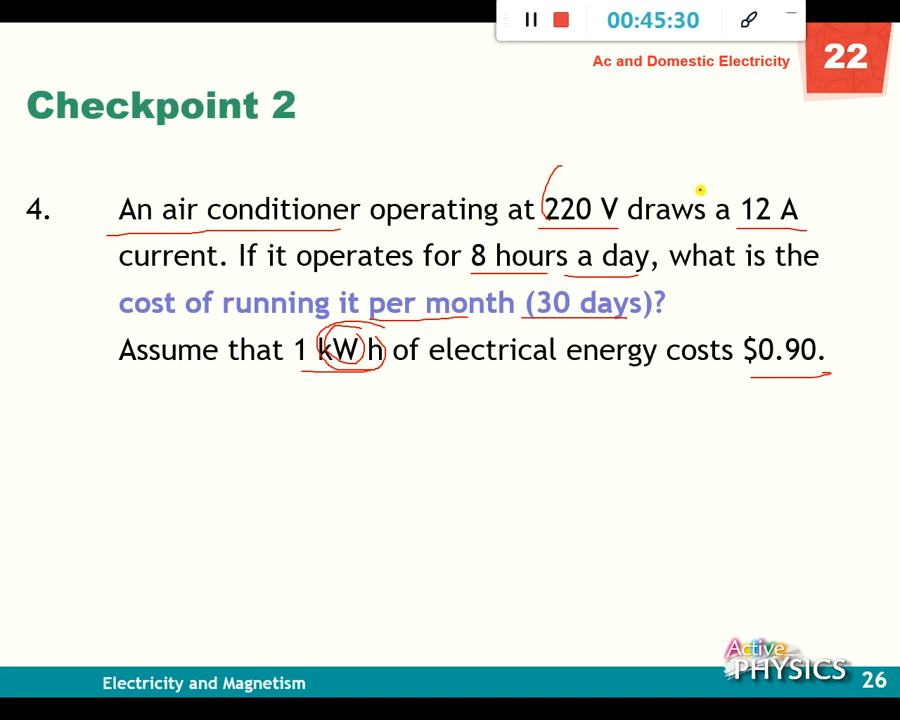 00:45:30
Ac and Domestic Electricity
22
Checkpoint 2
4. An air conditioner operating at 220 V draws a 12 A
current. If it operates for 8 hours a day, what is the
cost of running it per month (30 days)?
Assume that 1 kW h of electrical energy costs $0.90.
Active
PHYSICS
Electricity and Magnetism
26